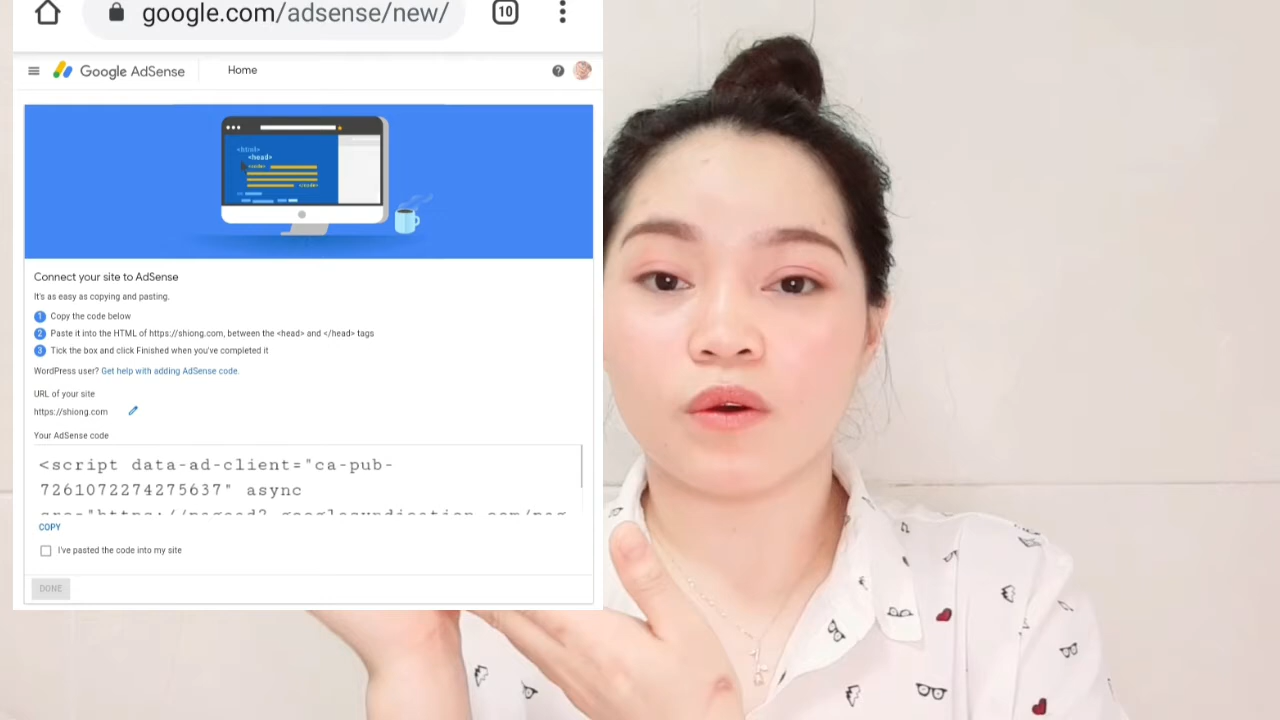 google.com/adsense/new/
10
Google AdSense
Home
<html>
<head>
Connect your site to AdSense
It's as easy as copying and pasting.
1 Copy the code below
2 Paste it into the HTML of https://shiong.com, between the <head> and </head> tags
3 Tick the box and click Finished when you've completed it
WordPress user? Get help with adding AdSense code.
URL of your site
https://shiong.com
Your AdSense code
<script data-ad-client="ca-pub-
7261072274275637" async
COPY
I've pasted the code into my site
DONE